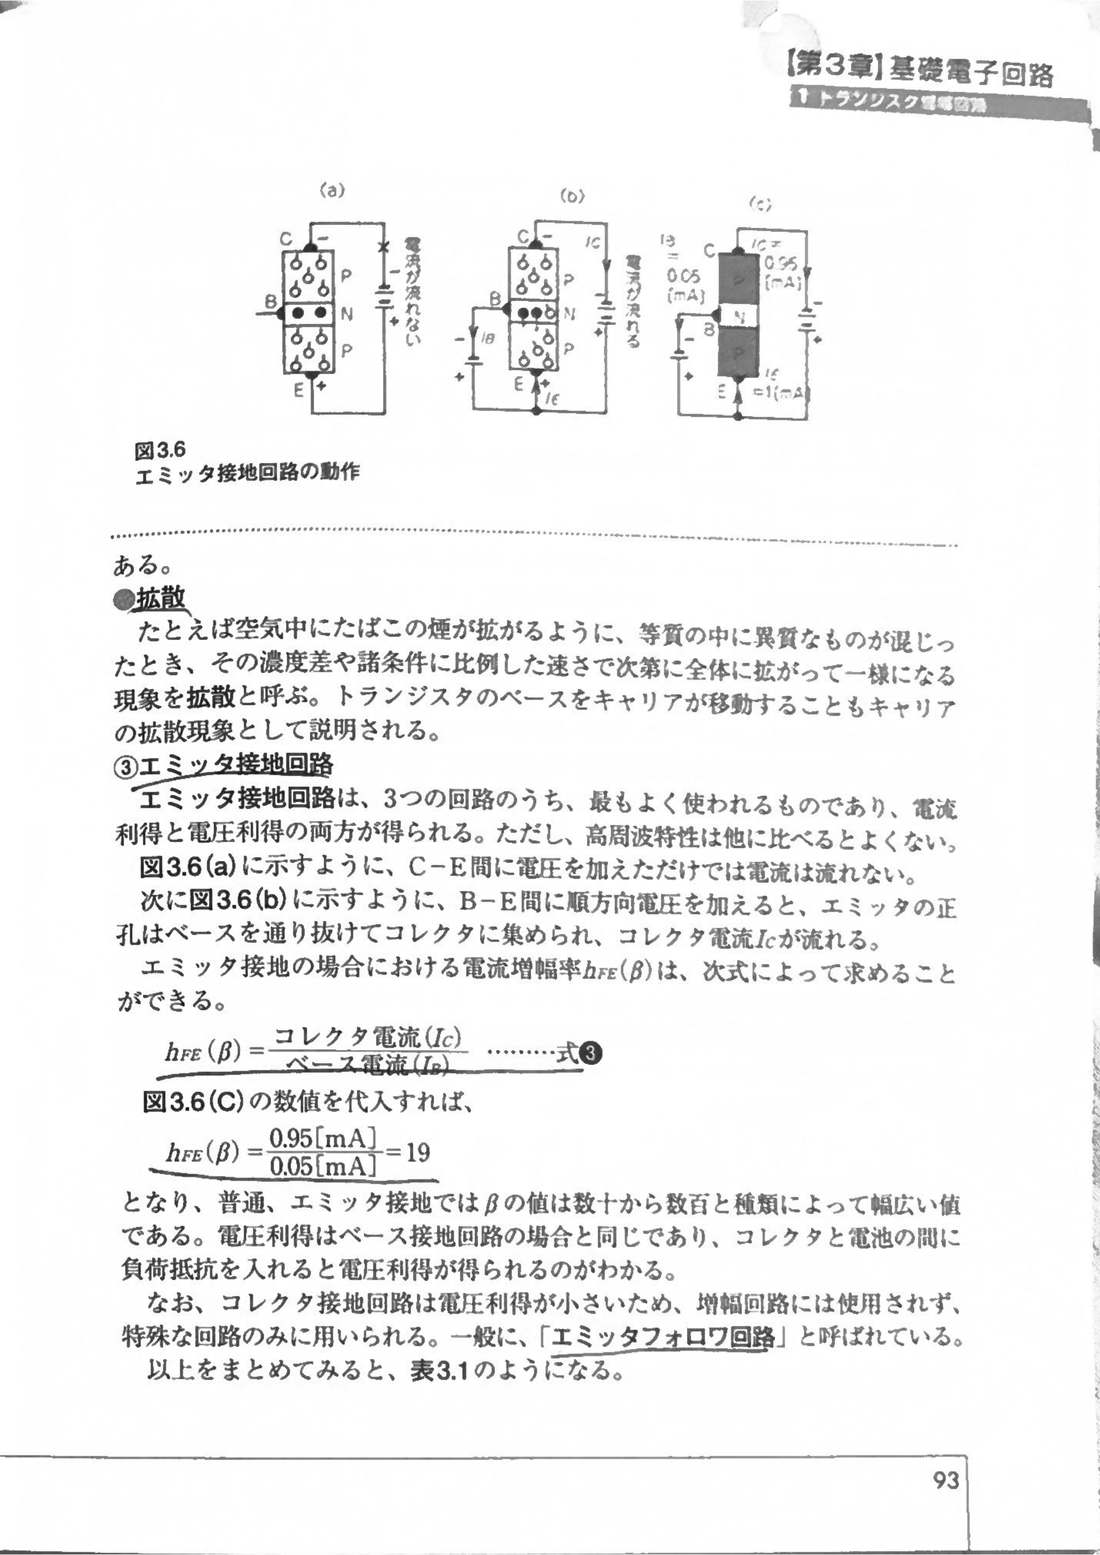 【第3章】基礎電子回路
1 トランジスタ増幅回路
(a)
(b)
(c)
C
−
P
B
N
P
E
+
−
+
電流が流れない
C
−
IC
P
B
N
−
IB
P
+
E
+
IE
−
+
電流が流れる
IB
=
0.05
[mA]
C
IC=
0.95
[mA]
P
N
B
P
−
+
E
IE
=1[mA]
−
+
図3.6
エミッタ接地回路の動作
ある。
●拡散
たとえば空気中にたばこの煙が拡がるように、等質の中に異質なものが混じっ
たとき、その濃度差や諸条件に比例した速さで次第に全体に拡がって一様になる
現象を拡散と呼ぶ。トランジスタのベースをキャリアが移動することもキャリア
の拡散現象として説明される。
③エミッタ接地回路
エミッタ接地回路は、3つの回路のうち、最もよく使われるものであり、電流
利得と電圧利得の両方が得られる。ただし、高周波特性は他に比べるとよくない。
図3.6(a)に示すように、C−E間に電圧を加えただけでは電流は流れない。
次に図3.6(b)に示すように、B−E間に順方向電圧を加えると、エミッタの正
孔はベースを通り抜けてコレクタに集められ、コレクタ電流ICが流れる。
エミッタ接地の場合における電流増幅率hFE(β)は、次式によって求めること
ができる。
hFE(β)=コレクタ電流(IC)/ベース電流(IB) ………式❸
図3.6(C)の数値を代入すれば、
hFE(β)=0.95[mA]/0.05[mA]=19
となり、普通、エミッタ接地ではβの値は数十から数百と種類によって幅広い値
である。電圧利得はベース接地回路の場合と同じであり、コレクタと電池の間に
負荷抵抗を入れると電圧利得が得られるのがわかる。
なお、コレクタ接地回路は電圧利得が小さいため、増幅回路には使用されず、
特殊な回路のみに用いられる。一般に、「エミッタフォロワ回路」と呼ばれている。
以上をまとめてみると、表3.1のようになる。
93